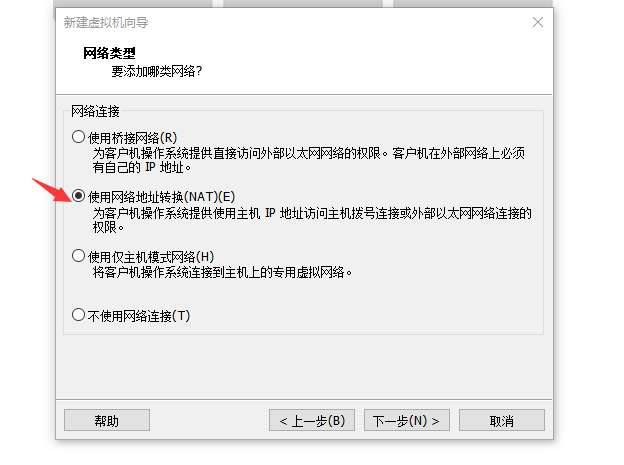 新建虚拟机向导
网络类型
要添加哪类网络?
网络连接
使用桥接网络(R)
为客户机操作系统提供直接访问外部以太网网络的权限。客户机在外部网络上必须
有自己的 IP 地址。
使用网络地址转换(NAT)(E)
为客户机操作系统提供使用主机 IP 地址访问主机拨号连接或外部以太网网络连接的
权限。
使用仅主机模式网络(H)
将客户机操作系统连接到主机上的专用虚拟网络。
不使用网络连接(T)
帮助
< 上一步(B)
下一步(N) >
取消